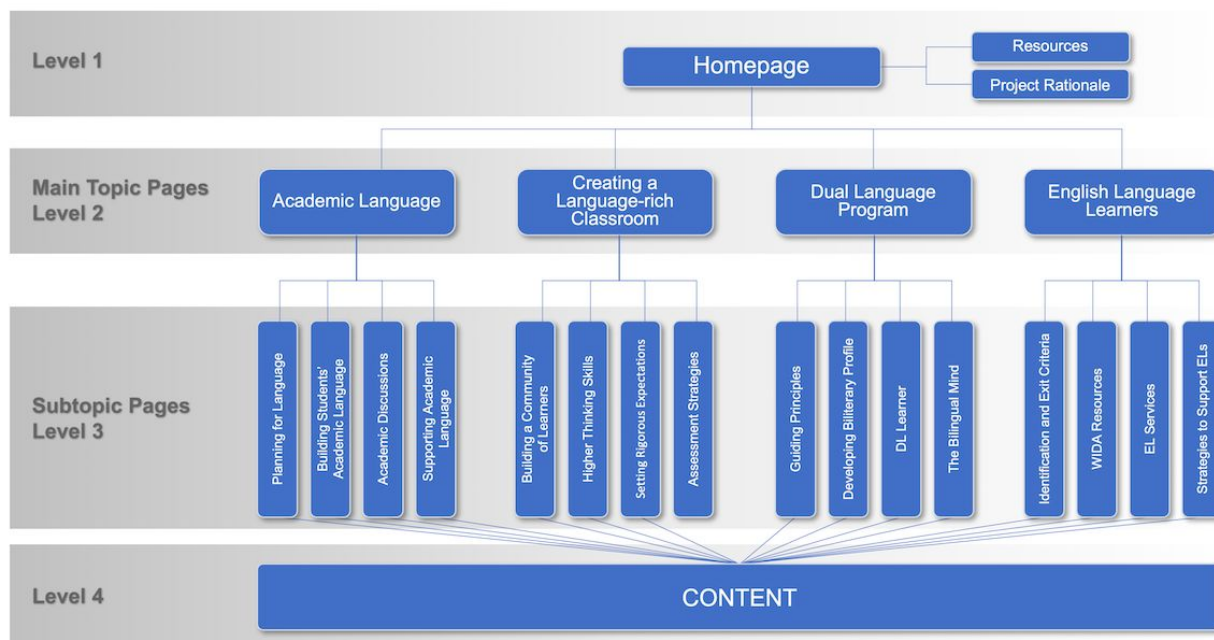 Level 1
Homepage
Resources
Project Rationale
Main Topic Pages
Level 2
Academic Language
Creating a
Language-rich
Classroom
Dual Language
Program
English Language
Learners
Subtopic Pages
Level 3
Planning for Language
Building Students'
Academic Language
Academic Discussions
Supporting Academic
Language
Building a Community
of Learners
Higher Thinking Skills
Setting Rigorous Expectations
Assessment Strategies
Guiding Principles
Developing Biliterary Profile
DL Learner
The Bilingual Mind
Identification and Exit Criteria
WIDA Resources
EL Services
Strategies to Support ELs
Level 4
CONTENT